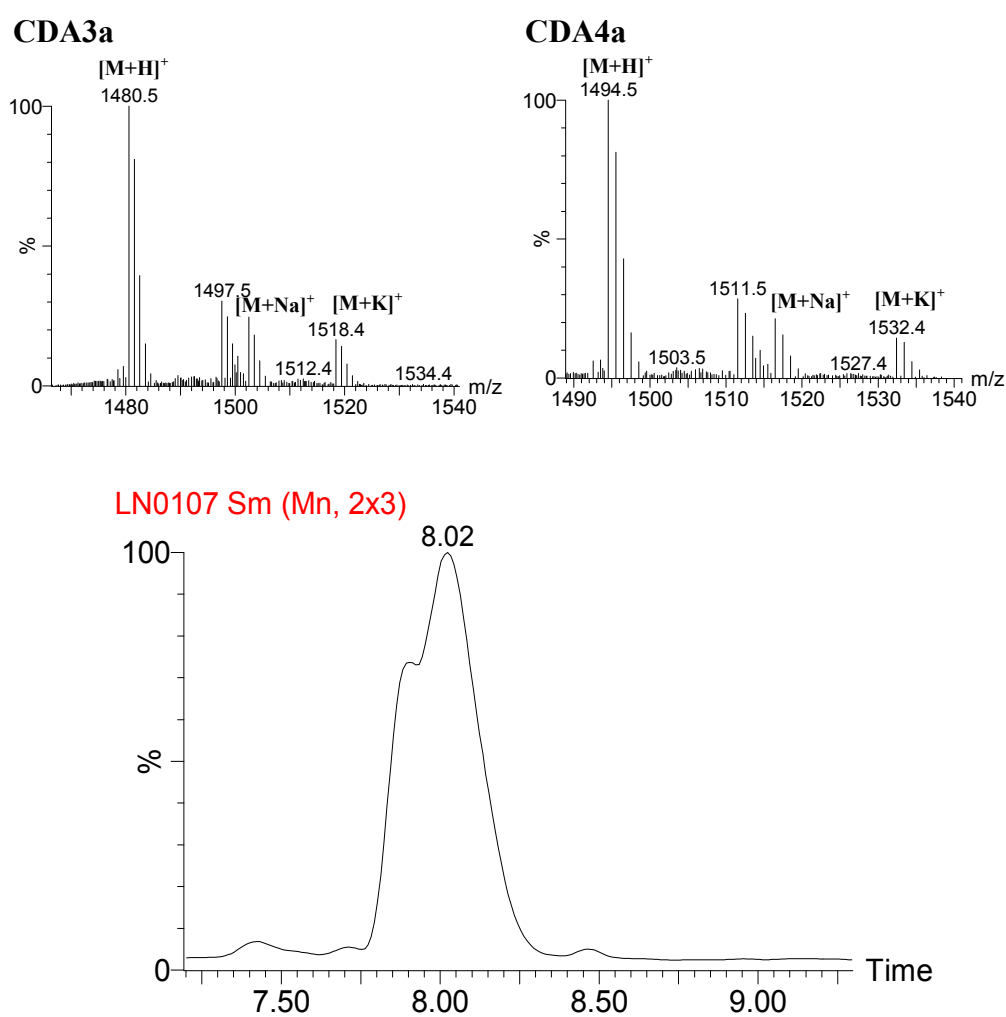 CDA3a
[M+H]+
1480.5
100
%
0
1497.5
[M+Na]+
[M+K]+
1518.4
1512.4
1534.4
m/z
1480
1500
1520
1540
CDA4a
[M+H]+
1494.5
100
%
0
1503.5
1511.5
[M+Na]+
[M+K]+
1532.4
1527.4
m/z
1490
1500
1510
1520
1530
1540
LN0107 Sm (Mn, 2x3)
8.02
100
%
0
Time
7.50
8.00
8.50
9.00